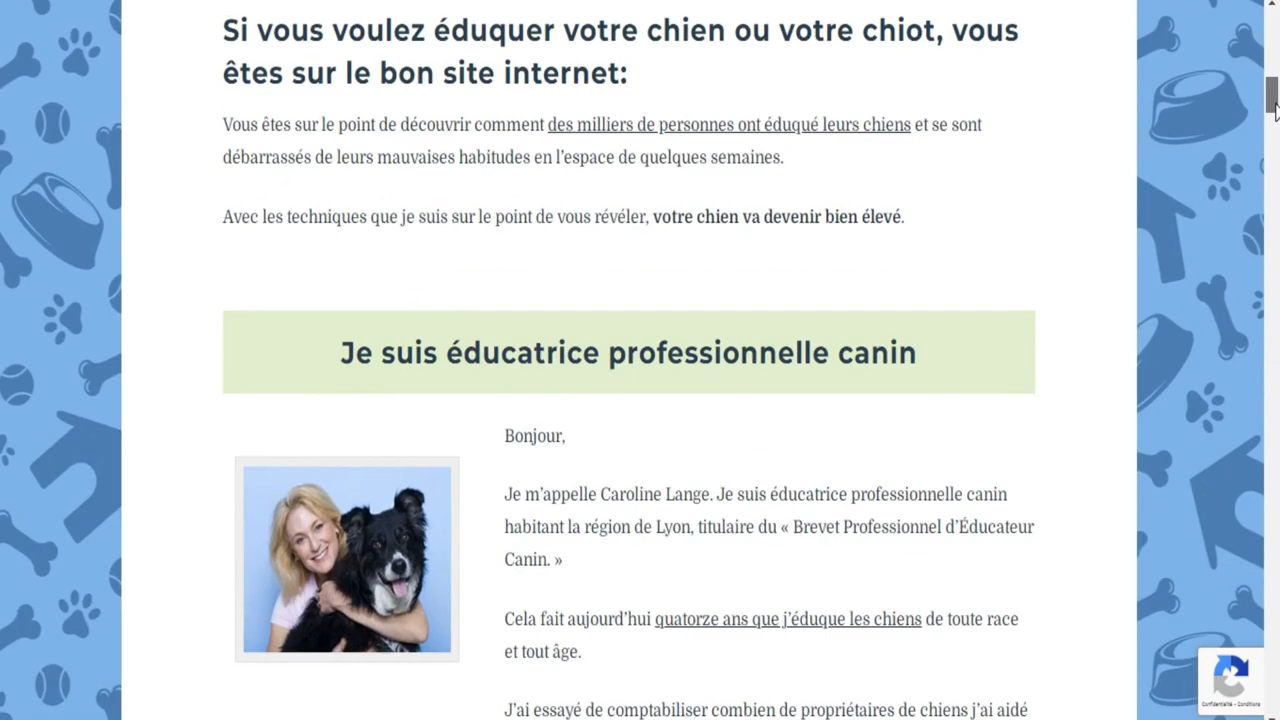 Si vous voulez éduquer votre chien ou votre chiot, vous
êtes sur le bon site internet:
Vous êtes sur le point de découvrir comment des milliers de personnes ont éduqué leurs chiens et se sont
débarrassés de leurs mauvaises habitudes en l'espace de quelques semaines.
Avec les techniques que je suis sur le point de vous révéler, votre chien va devenir bien élevé.
Je suis éducatrice professionnelle canin
Bonjour,
Je m'appelle Caroline Lange. Je suis éducatrice professionnelle canin
habitant la région de Lyon, titulaire du « Brevet Professionnel d'Éducateur
Canin. »
Cela fait aujourd'hui quatorze ans que j'éduque les chiens de toute race
et tout âge.
J'ai essayé de comptabiliser combien de propriétaires de chiens j'ai aidé
Confidentialité - Conditions